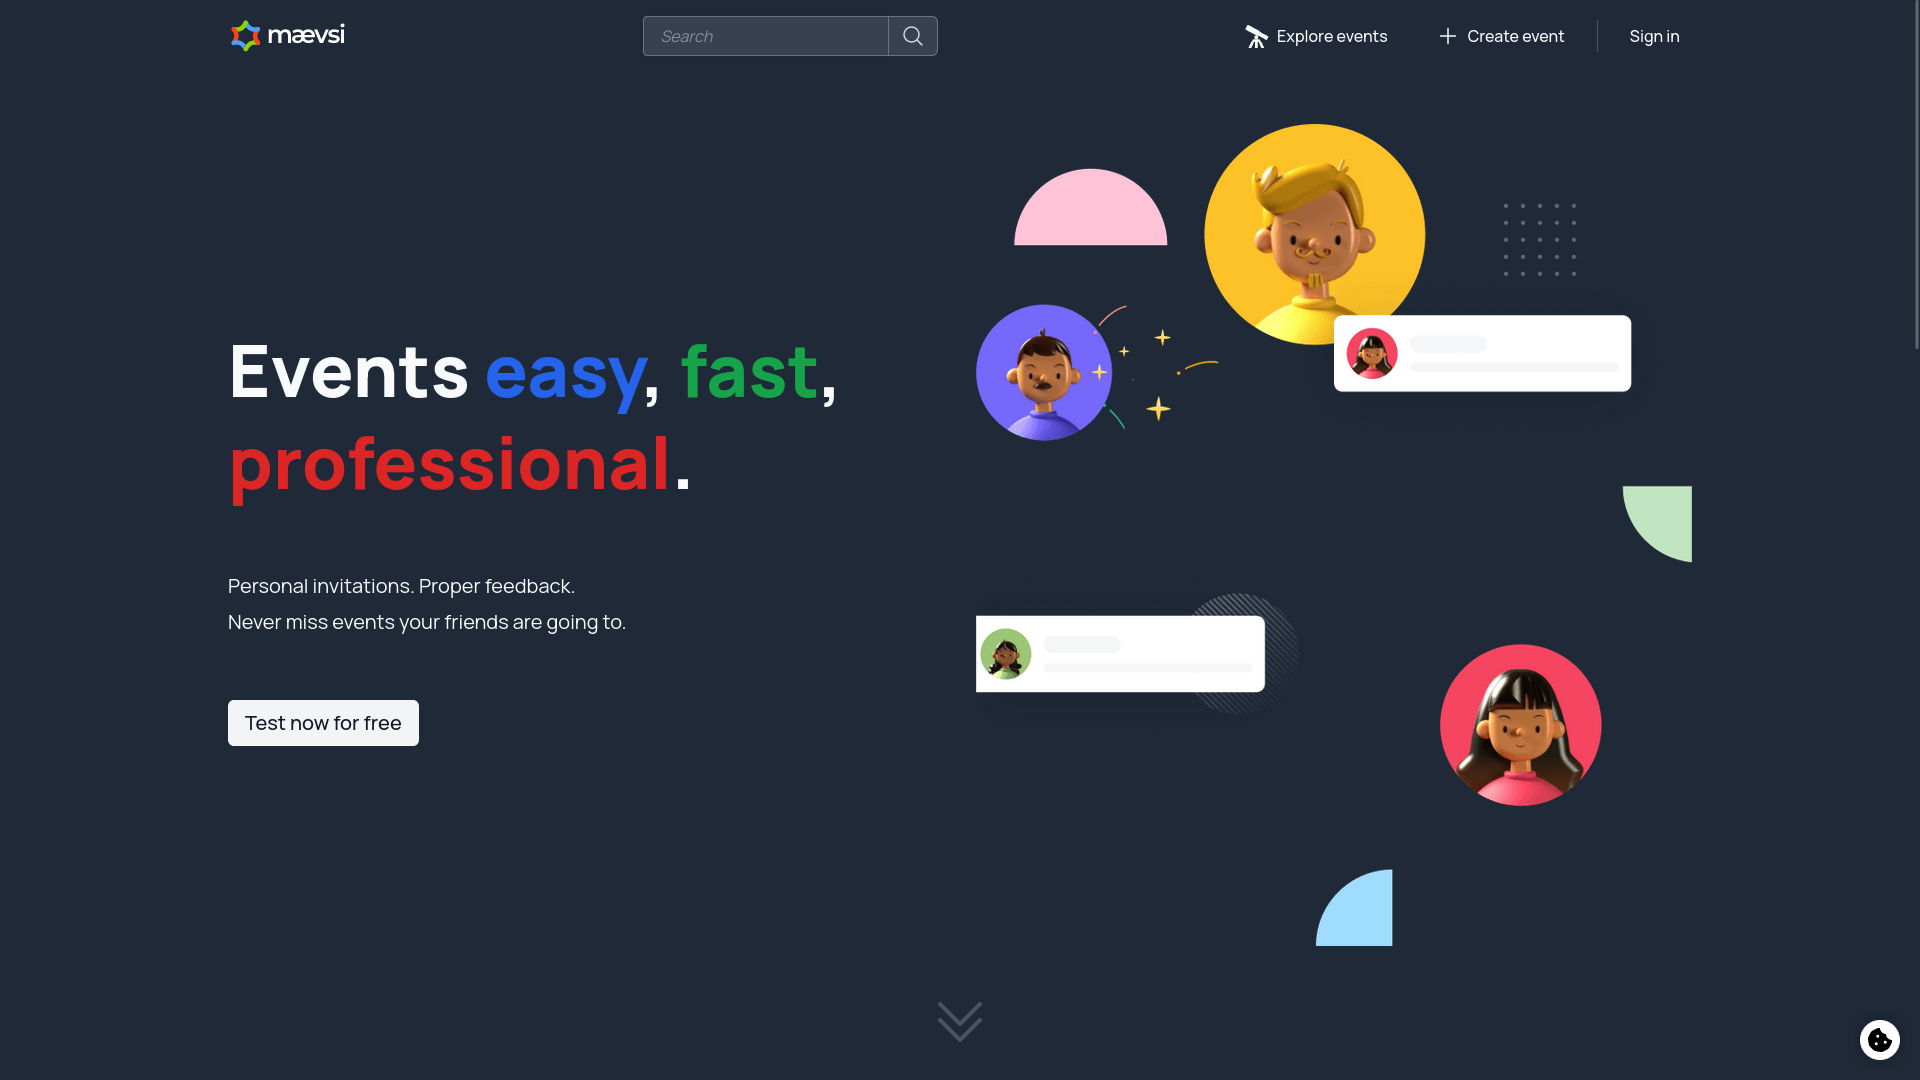 mævsi
Search
Explore events
Create event
Sign in
Events easy, fast,
professional.
Personal invitations. Proper feedback.
Never miss events your friends are going to.
Test now for free